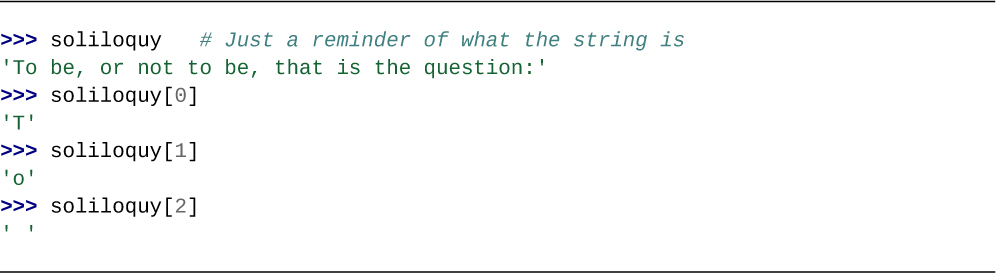 >>> soliloquy   # Just a reminder of what the string is
'To be, or not to be, that is the question:'
>>> soliloquy[0]
'T'
>>> soliloquy[1]
'o'
>>> soliloquy[2]
' '